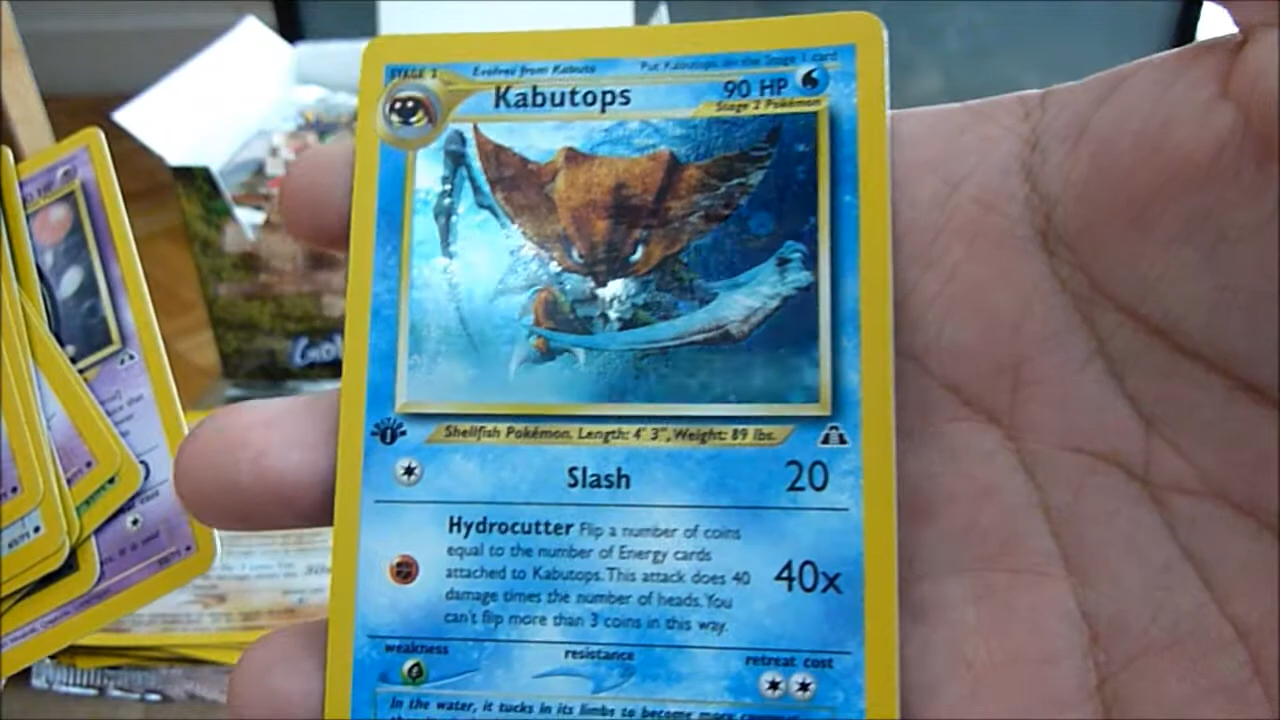 STAGE 2 Evolves from Kabuto Put Kabutops on the Stage 1 card
Kabutops 90 HP
Stage 2 Pokémon
EDITION 1
Shellfish Pokémon. Length: 4' 3", Weight: 89 lbs.
Slash 20
Hydrocutter Flip a number of coins
equal to the number of Energy cards
attached to Kabutops. This attack does 40
damage times the number of heads. You
can't flip more than 3 coins in this way.
40x
weakness resistance retreat cost
In the water, it tucks in its limbs to become more